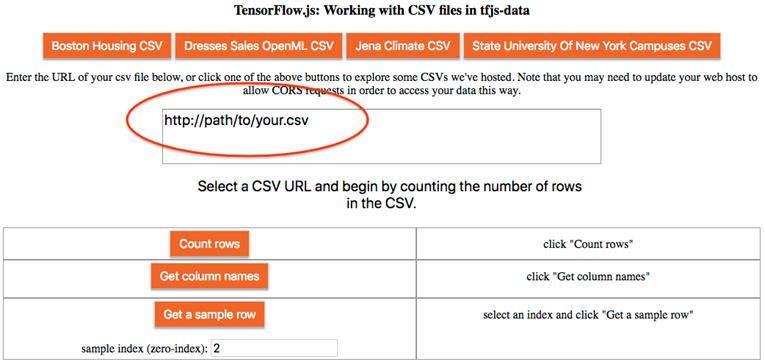 TensorFlow.js: Working with CSV files in tfjs-data
Boston Housing CSV Dresses Sales OpenML CSV Jena Climate CSV State University Of New York Campuses CSV
Enter the URL of your csv file below, or click one of the above buttons to explore some CSVs we've hosted. Note that you may need to update your web host to
allow CORS requests in order to access your data this way.
http://path/to/your.csv
Select a CSV URL and begin by counting the number of rows
in the CSV.
Count rows click "Count rows"
Get column names click "Get column names"
Get a sample row select an index and click "Get a sample row"
sample index (zero-index): 2